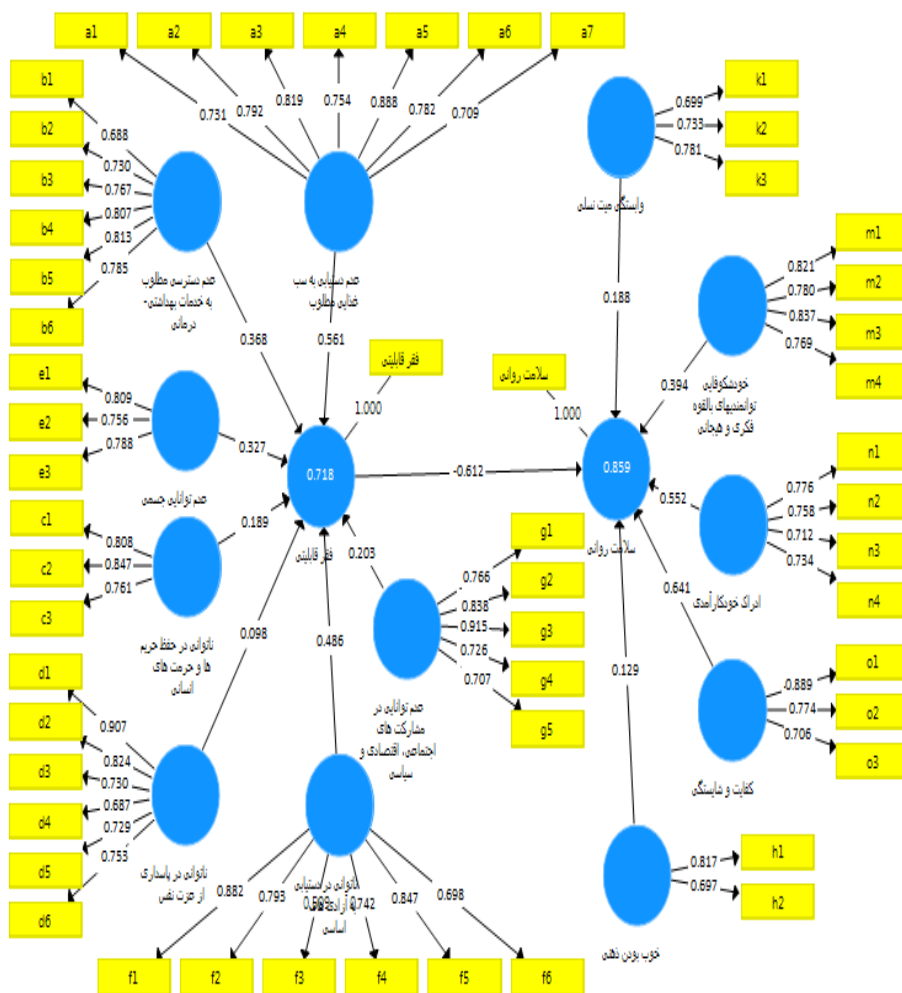 a1 a2 a3 a4 a5 a6 a7
0.731 0.792 0.819 0.754 0.888 0.782 0.709
b1
b2
b3
b4
b5
b6
0.688
0.730
0.767
0.807
0.813
0.785
عدم دسترسی مطلوب
به خدمات بهداشتی-
درمانی
0.368
عدم دستیابی به سبد
غذایی مطلوب
0.561
k1
k2
k3
0.699
0.733
0.781
0.188
m1
m2
m3
m4
0.821
0.780
0.837
0.769
خودشکوفایی
توانمندیهای بالقوه
فکری و هیجانی
0.394
فقر قابلیتی
1.000
سلامت روانی
1.000
e1
e2
e3
0.809
0.756
0.788
عدم توانایی جسمی
0.327
0.718
فقر قابلیتی
-0.612
0.859
سلامت روانی
c1
c2
c3
0.808
0.847
0.761
ناتوانی در حفظ حریم
ها و حرمت های
انسانی
0.189
n1
n2
n3
n4
0.776
0.758
0.712
0.734
ادراک خودکارآمدی
0.552
g1
g2
g3
g4
g5
0.766
0.838
0.915
0.726
0.707
عدم توانایی در
مشارکت های
اجتماعی، اقتصادی و
سیاسی
0.203
o1
o2
o3
0.889
0.774
0.706
کفایت و شایستگی
0.641
d1
d2
d3
d4
d5
d6
0.907
0.824
0.730
0.687
0.729
0.753
ناتوانی در پاسداری
از عزت نفس
0.098
0.486
ناتوانی در دستیابی
اساسی
0.882 0.793 0.742 0.847 0.698
f1 f2 f3 f4 f5 f6
h1
h2
0.817
0.697
خوب بودن ذهنی
0.129